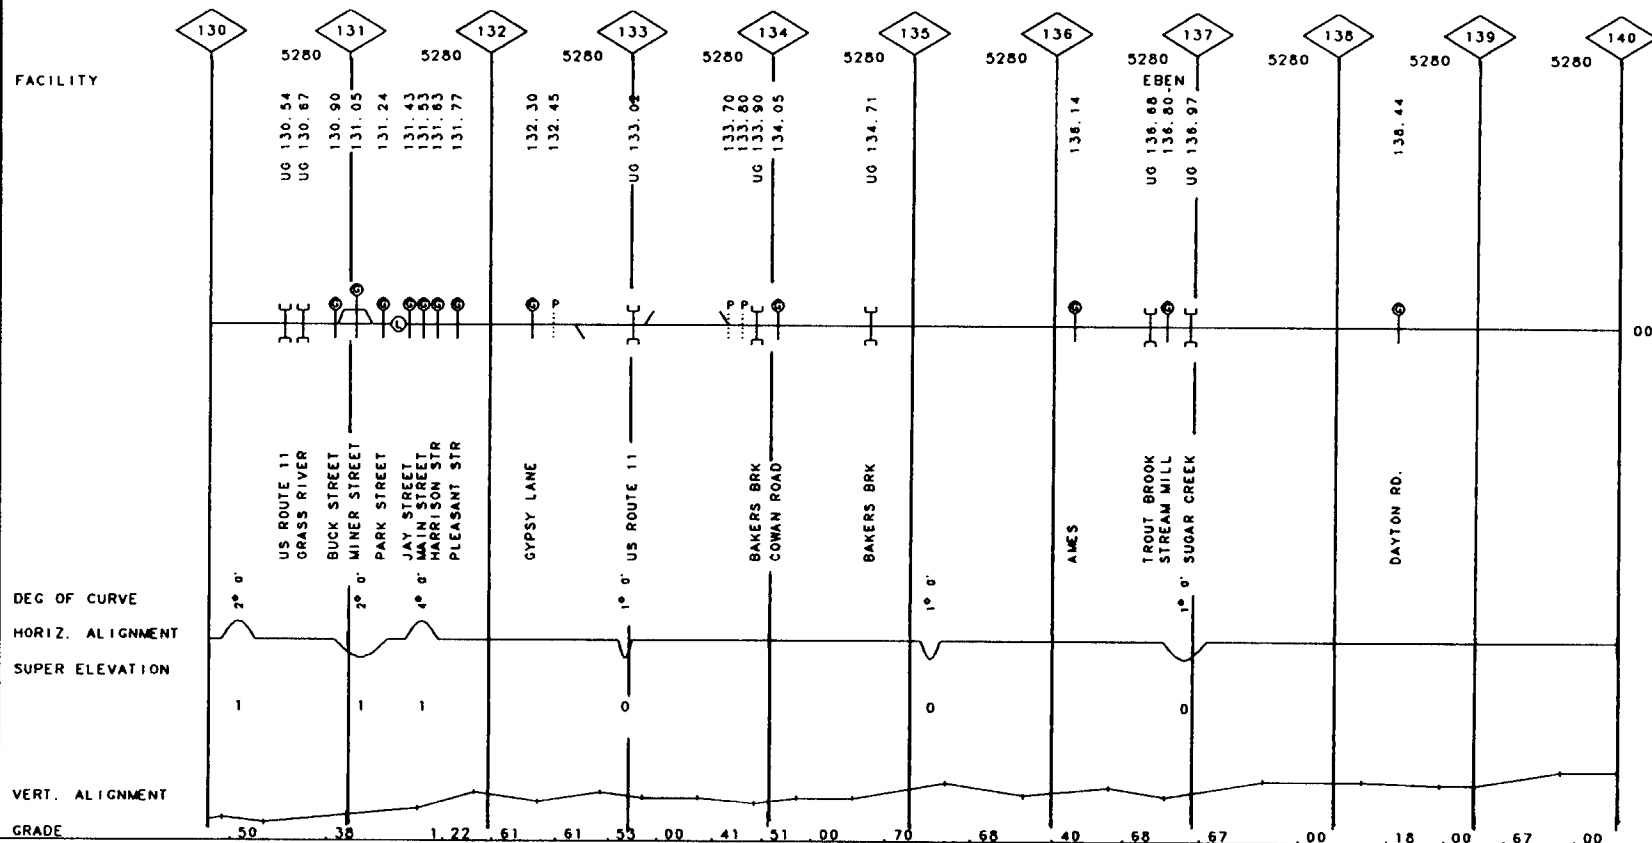 130 131 132 133 134 135 136 137 138 139 140
5280 5280 5280 5280 5280 5280 5280 5280 5280 5280
FACILITY
EBEN
UG 130.54
UG 130.67
130.90
131.05
131.24
131.43
131.53
131.63
131.77
132.30
132.45
UG 133.02
133.70
133.80
UG 133.90
134.05
UG 134.71
136.14
UG 136.68
136.80
UG 136.97
138.44
G G G L G G G G G P P P G G G G
00
US ROUTE 11
GRASS RIVER
BUCK STREET
MINER STREET
PARK STREET
JAY STREET
MAIN STREET
HARRISON STR
PLEASANT STR
GYPSY LANE
US ROUTE 11
BAKERS BRK
COWAN ROAD
BAKERS BRK
AMES
TROUT BROOK
STREAM MILL
SUGAR CREEK
DAYTON RD.
DEG OF CURVE 2° 0' 2° 0' 4° 0' 1° 0' 1° 0' 1° 0'
HORIZ. ALIGNMENT
SUPER ELEVATION
1 1 1 0 0 0
VERT. ALIGNMENT
GRADE .50 .38 1.22 .61 .61 .53 .00 .41 .51 .00 .70 .68 .40 .68 .67 .00 .18 .00 .67 .00